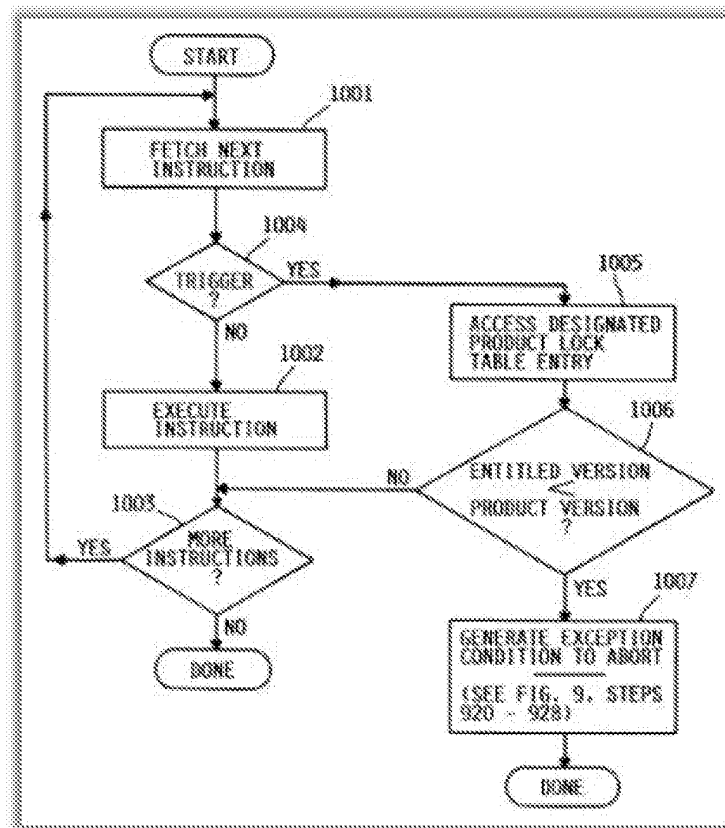 START
1001
FETCH NEXT
INSTRUCTION
1004
TRIGGER
?
YES
NO
1005
ACCESS DESIGNATED
PRODUCT LOCK
TABLE ENTRY
1002
EXECUTE
INSTRUCTION
1006
ENTITLED VERSION
<
PRODUCT VERSION
?
NO
YES
1003
MORE
INSTRUCTIONS
?
YES
NO
DONE
1007
GENERATE EXCEPTION
CONDITION TO ABORT
(SEE FIG. 9, STEPS
920 - 928)
DONE